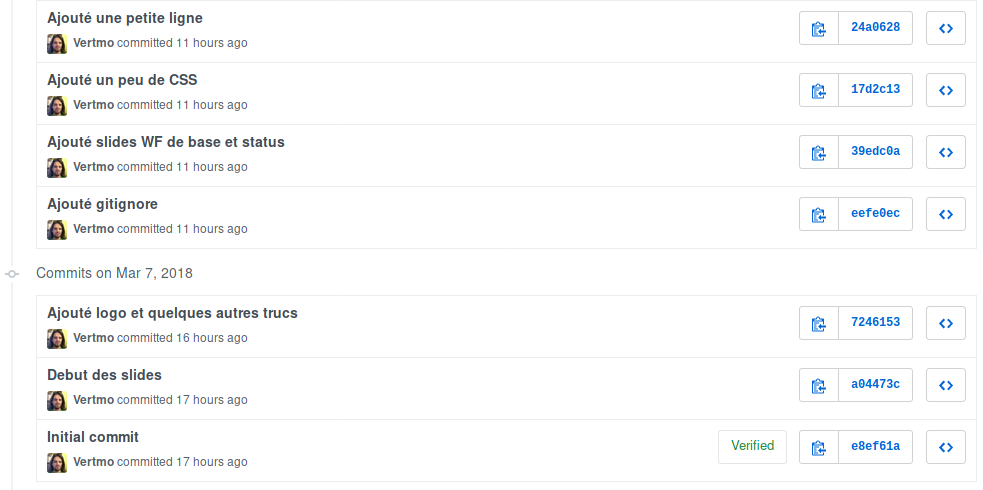 Ajouté une petite ligne
24a0628
Vertmo committed 11 hours ago
Ajouté un peu de CSS
17d2c13
Vertmo committed 11 hours ago
Ajouté slides WF de base et status
39edc0a
Vertmo committed 11 hours ago
Ajouté gitignore
eefe0ec
Vertmo committed 11 hours ago
Commits on Mar 7, 2018
Ajouté logo et quelques autres trucs
7246153
Vertmo committed 16 hours ago
Debut des slides
a04473c
Vertmo committed 17 hours ago
Initial commit
Verified e8ef61a
Vertmo committed 17 hours ago